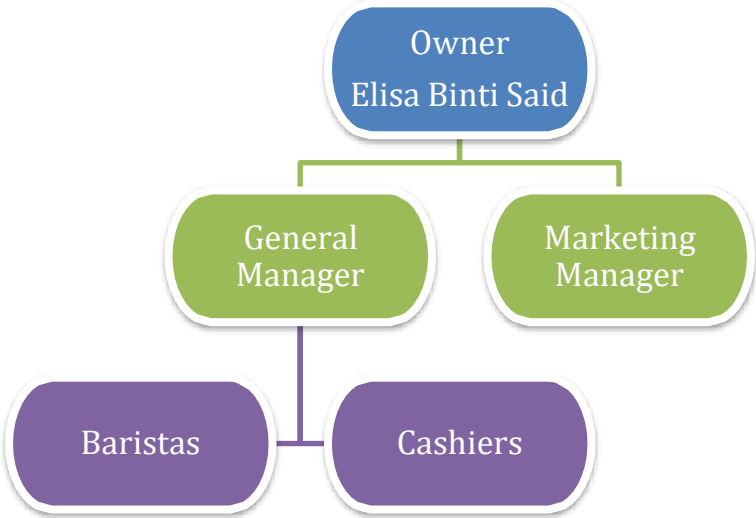 Owner
Elisa Binti Said
General
Manager
Marketing
Manager
Baristas
Cashiers